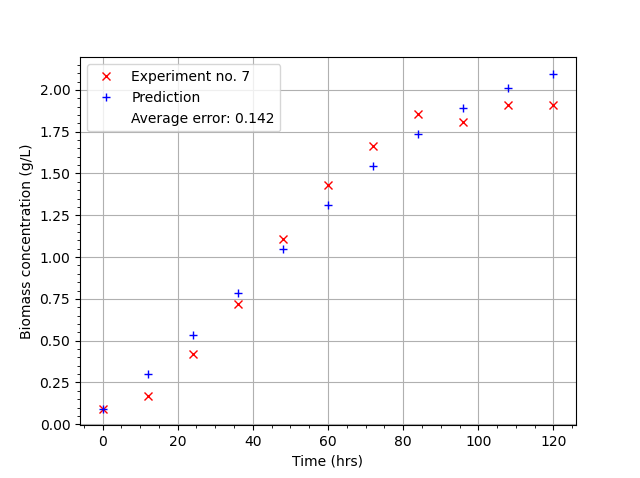 Experiment no. 7
Prediction
Average error: 0.142
2.00
1.75
1.50
1.25
1.00
0.75
0.50
0.25
0.00
Biomass concentration (g/L)
0 20 40 60 80 100 120
Time (hrs)